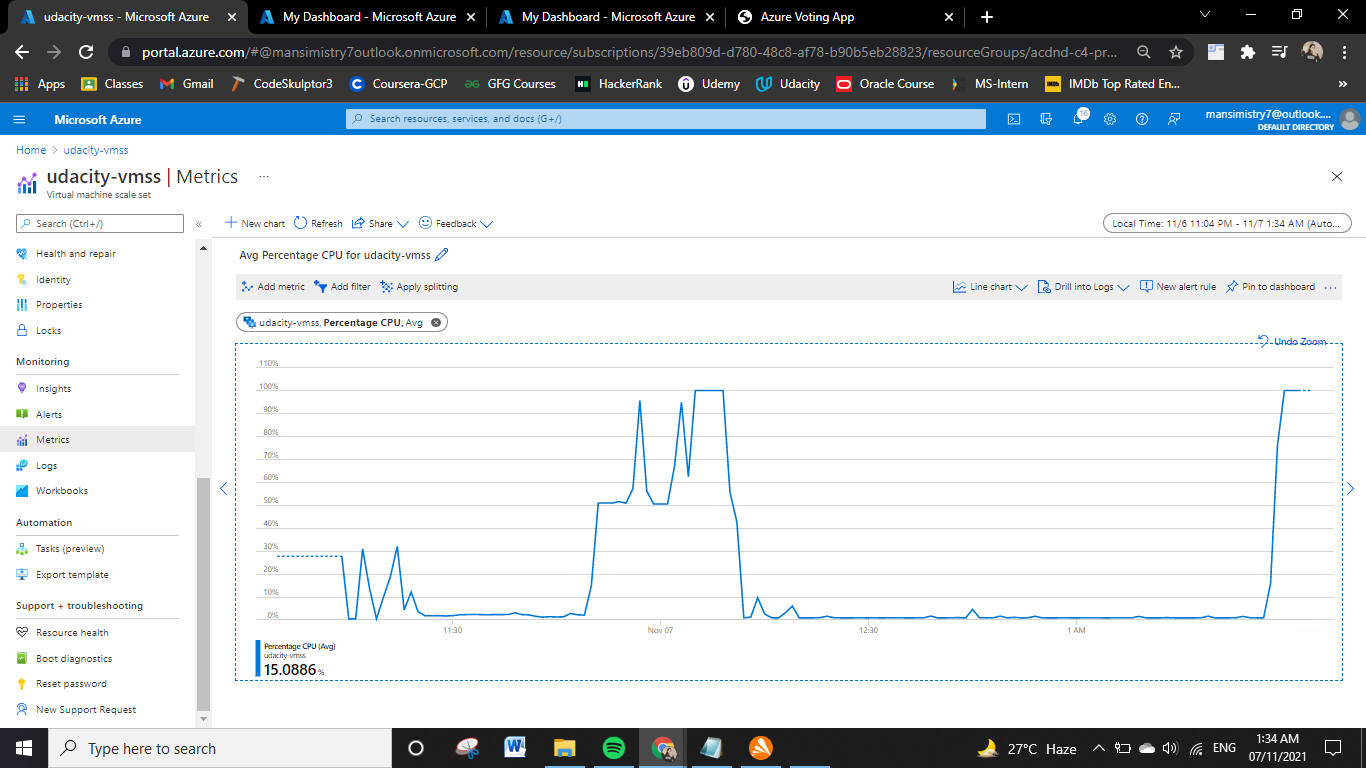 udacity-vmss - Microsoft Azure
My Dashboard - Microsoft Azure
My Dashboard - Microsoft Azure
Azure Voting App
portal.azure.com/#@mansimistry7outlook.onmicrosoft.com/resource/subscriptions/39eb809d-d780-48c8-af78-b90b5eb28823/resourceGroups/acdnd-c4-pr...
Apps
Classes
Gmail
CodeSkulptor3
Coursera-GCP
GFG Courses
HackerRank
Udemy
Udacity
Oracle Course
MS-Intern
IMDb Top Rated En...
»
Microsoft Azure
Search resources, services, and docs (G+/)
16
mansimistry7@outlook....
DEFAULT DIRECTORY
Home > udacity-vmss
udacity-vmss | Metrics ...
Virtual machine scale set
Search (Ctrl+/)
«
Health and repair
Identity
Properties
Locks
Monitoring
Insights
Alerts
Metrics
Logs
Workbooks
Automation
Tasks (preview)
Export template
Support + troubleshooting
Resource health
Boot diagnostics
Reset password
New Support Request
New chart
Refresh
Share
Feedback
Local Time: 11/6 11:04 PM - 11/7 1:34 AM (Auto...
Avg Percentage CPU for udacity-vmss
Add metric
Add filter
Apply splitting
Line chart
Drill into Logs
New alert rule
Pin to dashboard
...
udacity-vmss, Percentage CPU, Avg
Undo Zoom
110%
100%
90%
80%
70%
60%
50%
40%
30%
20%
10%
0%
11:30
Nov 07
12:30
1 AM
Percentage CPU (Avg)
udacity-vmss
15.0886 %
Type here to search
27°C Haze
ENG
1:34 AM
07/11/2021